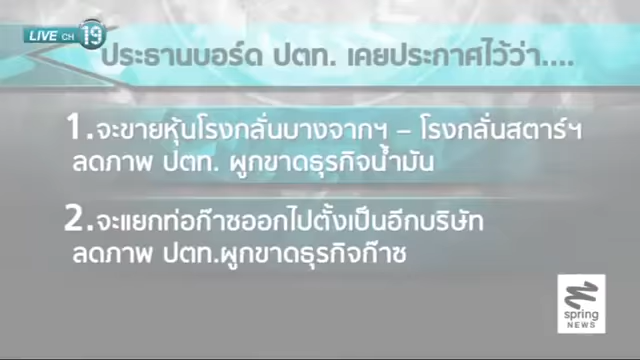 LIVE CH 19
ประธานบอร์ด ปตท. เคยประกาศไว้ว่า....
1.จะขายหุ้นโรงกลั่นบางจากฯ – โรงกลั่นสตาร์ฯ
ลดภาพ ปตท. ผูกขาดธุรกิจน้ำมัน
2.จะแยกท่อก๊าซออกไปตั้งเป็นอีกบริษัท
ลดภาพ ปตท.ผูกขาดธุรกิจก๊าซ
spring
NEWS